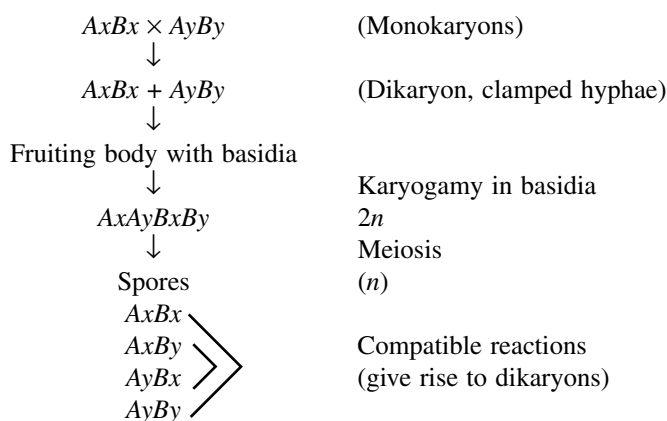 AxBx × AyBy (Monokaryons)
↓
AxBx + AyBy (Dikaryon, clamped hyphae)
↓
Fruiting body with basidia
↓ Karyogamy in basidia
AxAyBxBy 2n
↓ Meiosis
Spores (n)
AxBx
AxBy Compatible reactions
AyBx (give rise to dikaryons)
AyBy